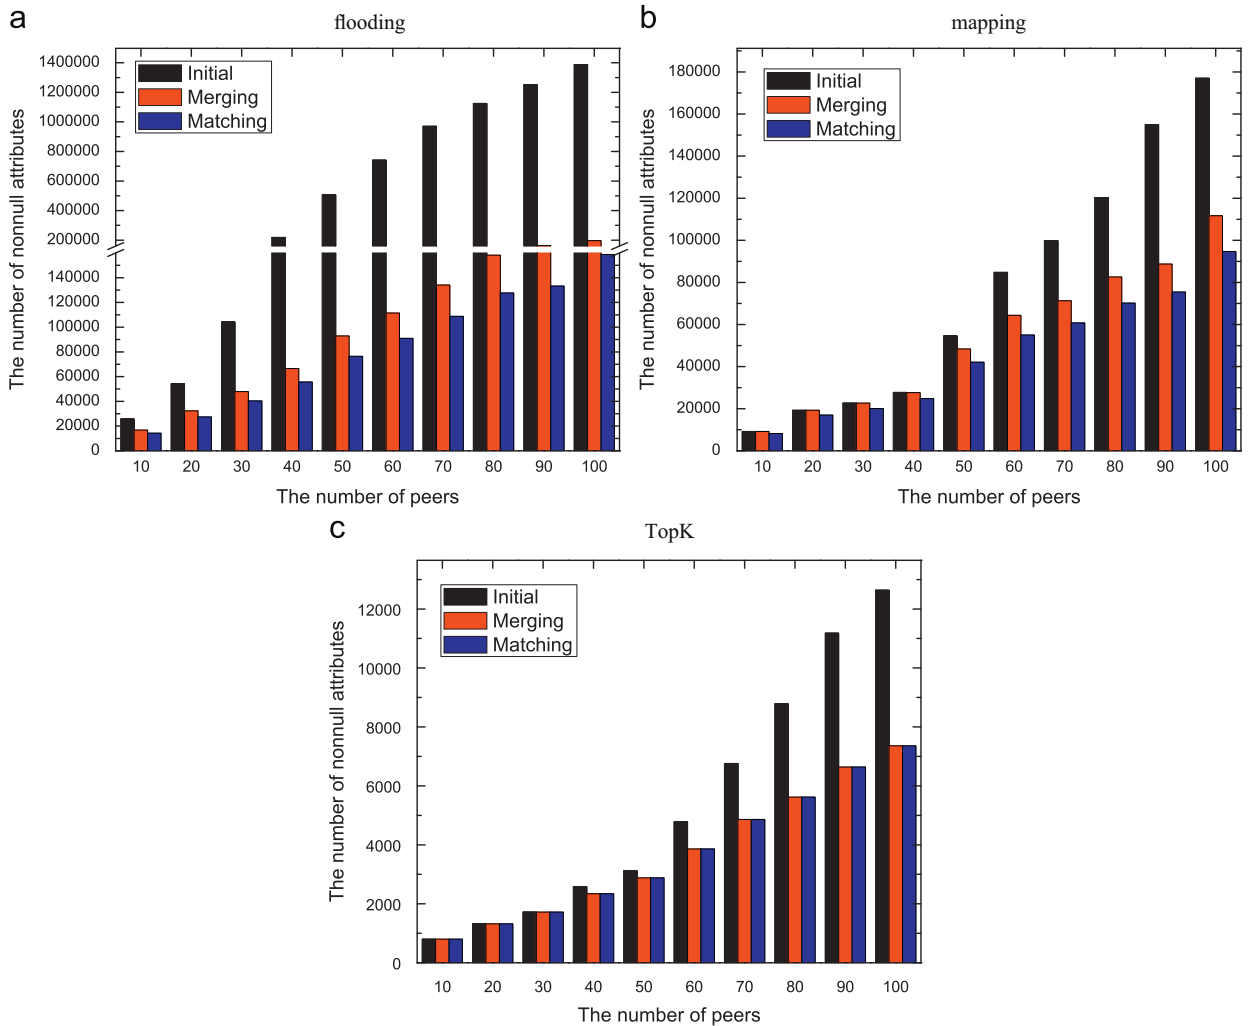 a
flooding
The number of nonnull attributes
1400000
1200000
1000000
800000
600000
400000
200000
140000
120000
100000
80000
60000
40000
20000
0
Initial
Merging
Matching
10 20 30 40 50 60 70 80 90 100
The number of peers
b
mapping
The number of nonnull attributes
180000
160000
140000
120000
100000
80000
60000
40000
20000
0
Initial
Merging
Matching
10 20 30 40 50 60 70 80 90 100
The number of peers
c
TopK
The number of nonnull attributes
12000
10000
8000
6000
4000
2000
0
Initial
Merging
Matching
10 20 30 40 50 60 70 80 90 100
The number of peers